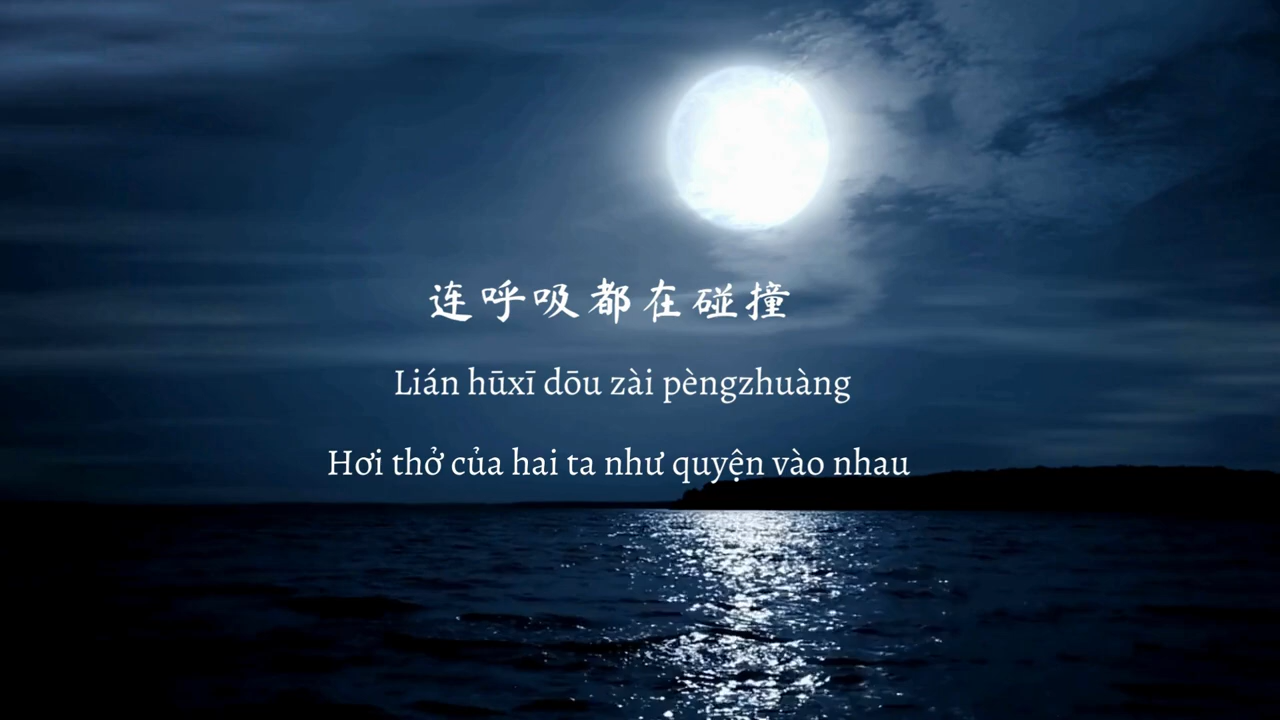 连呼吸都在碰撞
Lián hūxī dōu zài pèngzhuàng
Hơi thở của hai ta như quyện vào nhau